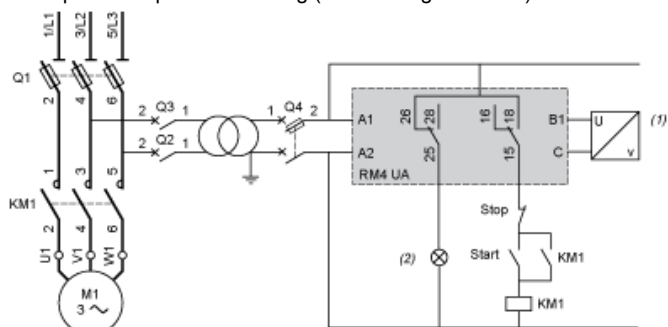 1/L1 3/L2 5/L3
Q1
2 4 6
2 Q3 1
2 Q2 1
1 Q4 2
A1
A2
26 28
25
16 18
15
RM4 UA
B1
C
U
v
(1)
KM1
1 3 5
2 4 6
U1 V1 W1
M1
3
(2)
Stop
Start
KM1
KM1